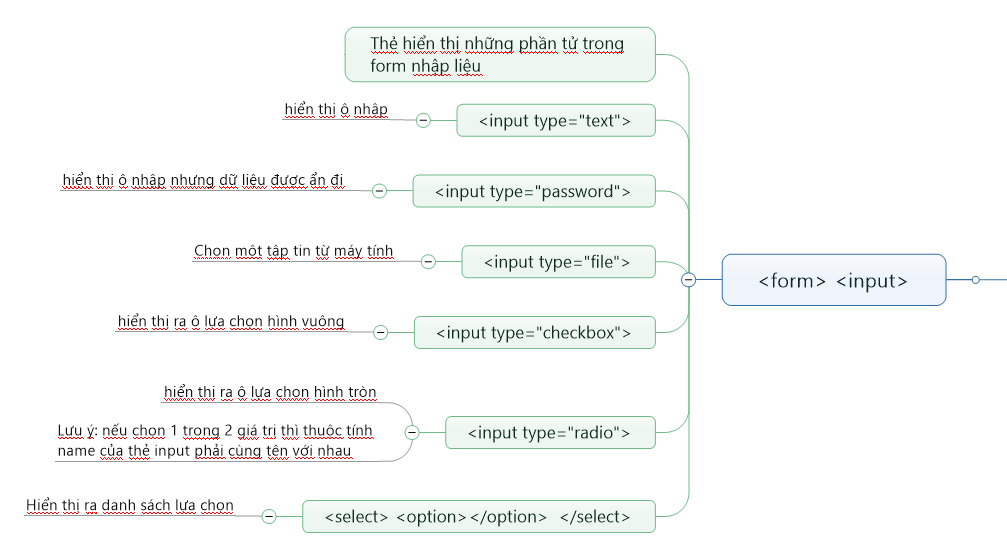 Thẻ hiển thị những phần tử trong
form nhập liệu
hiển thị ô nhập
<input type="text">
hiển thị ô nhập nhưng dữ liệu được ẩn đi
<input type="password">
Chọn một tập tin từ máy tính
<input type="file">
<form> <input>
hiển thị ra ô lựa chọn hình vuông
<input type="checkbox">
hiển thị ra ô lựa chọn hình tròn
Lưu ý: nếu chọn 1 trong 2 giá trị thì thuộc tính
name của thẻ input phải cùng tên với nhau
<input type="radio">
Hiển thị ra danh sách lựa chọn
<select> <option></option>  </select>